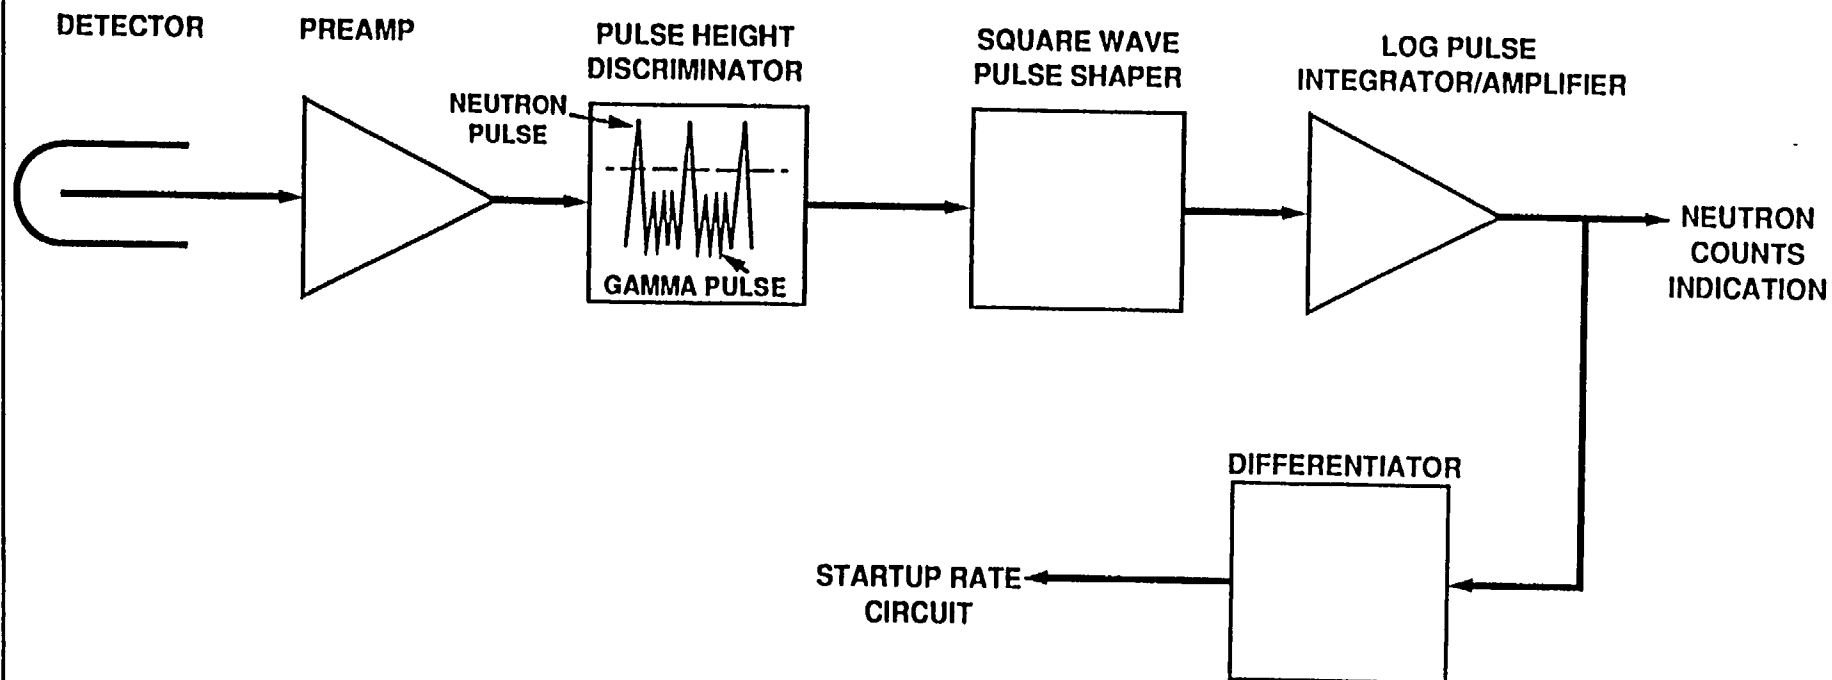 DETECTOR
PREAMP
PULSE HEIGHT
DISCRIMINATOR
SQUARE WAVE
PULSE SHAPER
LOG PULSE
INTEGRATOR/AMPLIFIER
NEUTRON
PULSE
GAMMA PULSE
NEUTRON
COUNTS
INDICATION
DIFFERENTIATOR
STARTUP RATE
CIRCUIT